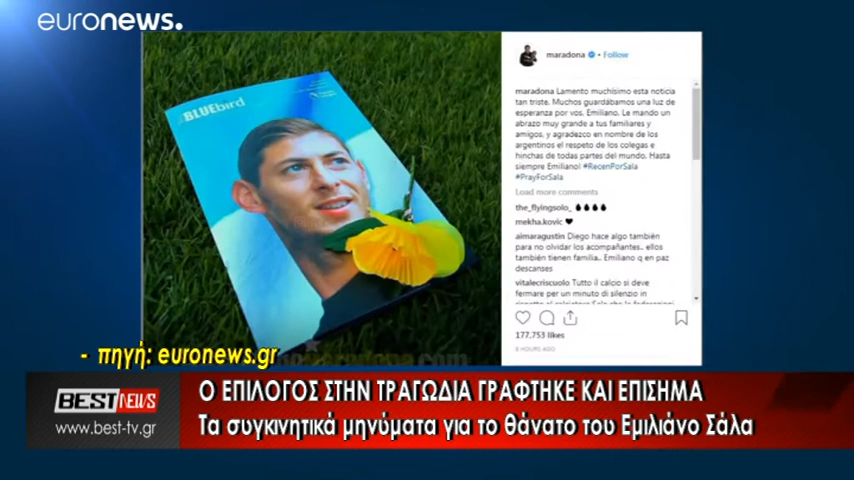 euronews.
BLUEbird
maradona • Follow
maradona Lamento muchísimo esta noticia
tan triste. Muchos guardábamos una luz de
esperanza por vos, Emiliano. Le mando un
abrazo muy grande a tus familiares y
amigos, y agradezco en nombre de los
argentinos el respeto de los colegas e
hinchas de todas partes del mundo. Hasta
siempre Emiliano! #RecenPorSala
#PrayForSala
Load more comments
the_flyingsolo_
mekha.kovic
aimaragustin Diego hace algo también
para no olvidar los acompañantes.. ellos
también tienen familia.. Emiliano q en paz
descanses
vitalecriscuolo Tutto il calcio si deve
fermare per un minuto di silenzio in
177.753 likes
8 HOURS AGO
- πηγή: euronews.gr
BEST NEWS
www.best-tv.gr
Ο ΕΠΙΛΟΓΟΣ ΣΤΗΝ ΤΡΑΓΩΔΙΑ ΓΡΑΦΤΗΚΕ ΚΑΙ ΕΠΙΣΗΜΑ
Τα συγκινητικά μηνύματα για το θάνατο του Εμιλιάνο Σάλα